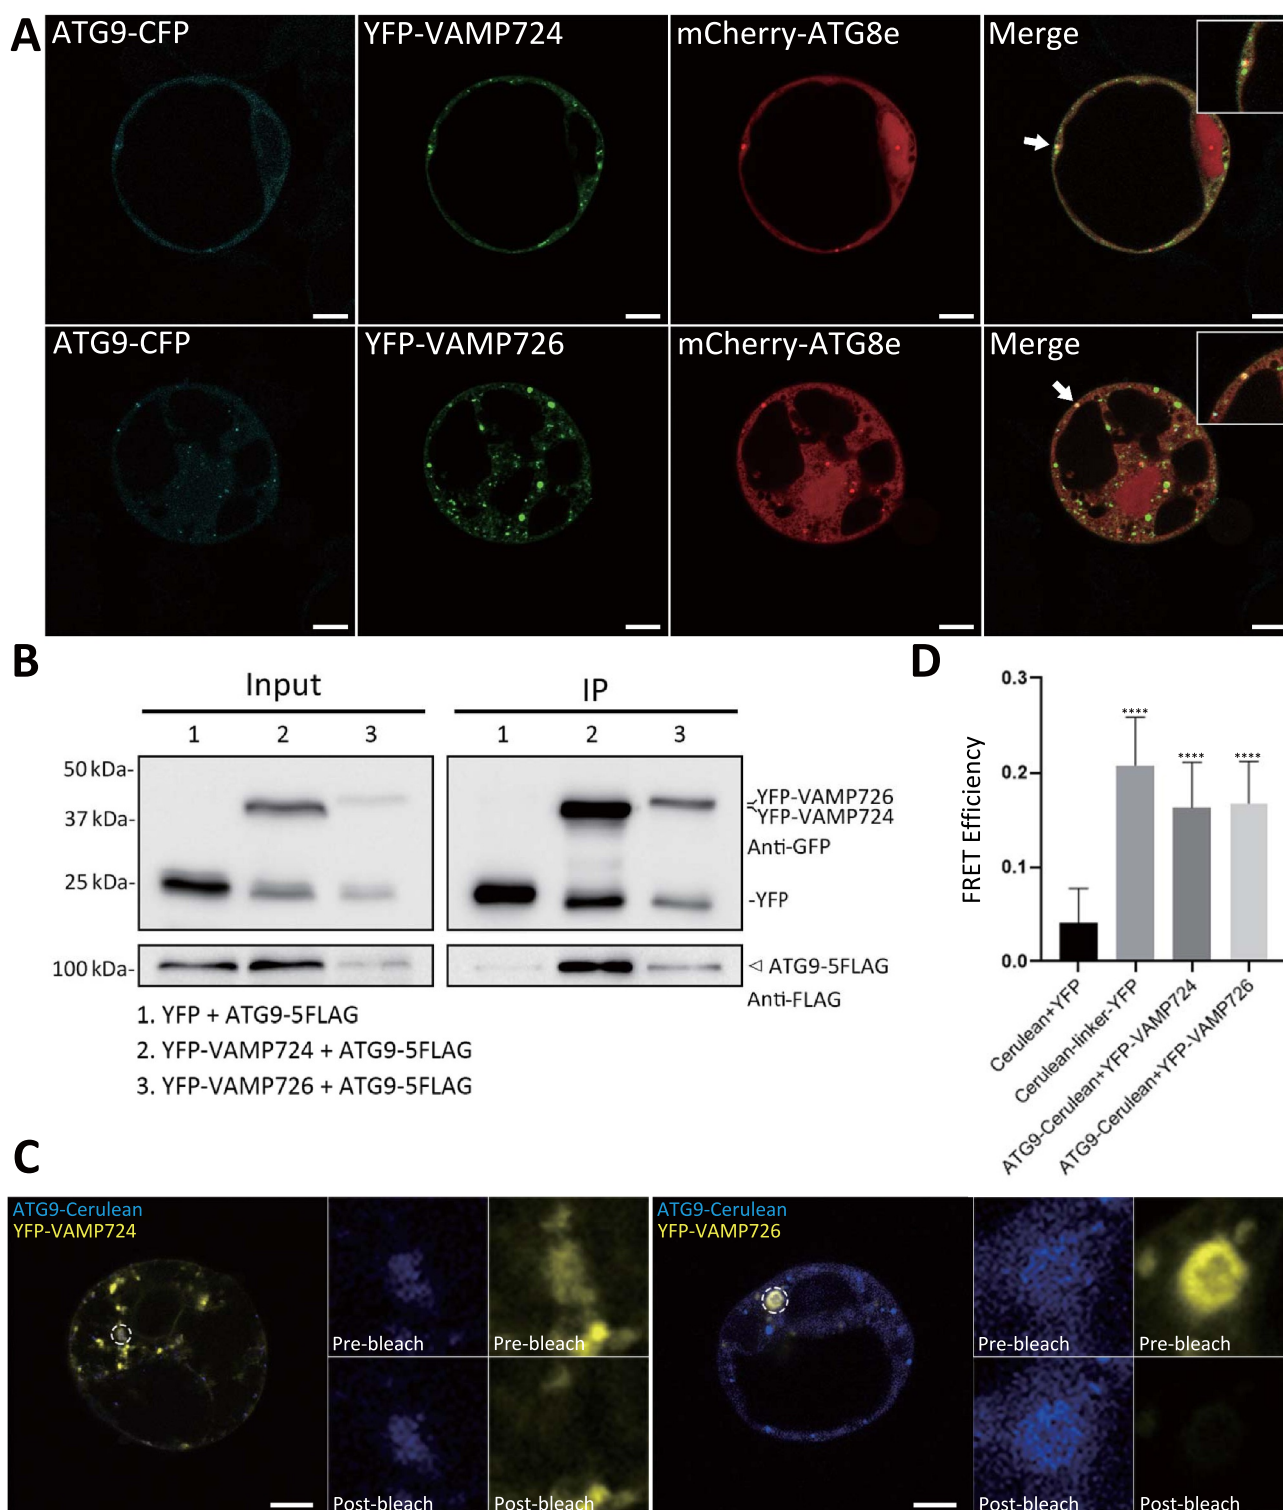 A
ATG9-CFP
YFP-VAMP724
mCherry-ATG8e
Merge
ATG9-CFP
YFP-VAMP726
mCherry-ATG8e
Merge
B
Input
IP
1 2 3
1 2 3
50 kDa-
37 kDa-
25 kDa-
100 kDa-
YFP-VAMP726
YFP-VAMP724
Anti-GFP
-YFP
◁ ATG9-5FLAG
Anti-FLAG
1. YFP + ATG9-5FLAG
2. YFP-VAMP724 + ATG9-5FLAG
3. YFP-VAMP726 + ATG9-5FLAG
D
FRET Efficiency
0.3
0.2
0.1
0.0
****
****
****
Cerulean+YFP
Cerulean-linker-YFP
ATG9-Cerulean+YFP-VAMP724
ATG9-Cerulean+YFP-VAMP726
C
ATG9-Cerulean
YFP-VAMP724
Pre-bleach
Pre-bleach
Post-bleach
Post-bleach
ATG9-Cerulean
YFP-VAMP726
Pre-bleach
Pre-bleach
Post-bleach
Post-bleach